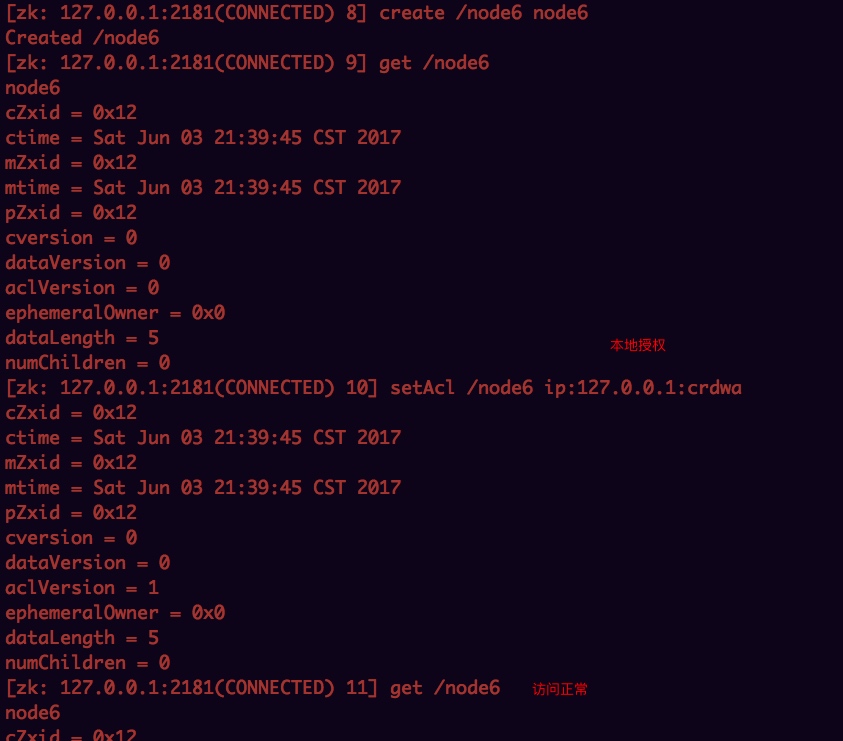 [zk: 127.0.0.1:2181(CONNECTED) 8] create /node6 node6
Created /node6
[zk: 127.0.0.1:2181(CONNECTED) 9] get /node6
node6
cZxid = 0x12
ctime = Sat Jun 03 21:39:45 CST 2017
mZxid = 0x12
mtime = Sat Jun 03 21:39:45 CST 2017
pZxid = 0x12
cversion = 0
dataVersion = 0
aclVersion = 0
ephemeralOwner = 0x0
dataLength = 5
本地授权
numChildren = 0
[zk: 127.0.0.1:2181(CONNECTED) 10] setAcl /node6 ip:127.0.0.1:crdwa
cZxid = 0x12
ctime = Sat Jun 03 21:39:45 CST 2017
mZxid = 0x12
mtime = Sat Jun 03 21:39:45 CST 2017
pZxid = 0x12
cversion = 0
dataVersion = 0
aclVersion = 1
ephemeralOwner = 0x0
dataLength = 5
numChildren = 0
[zk: 127.0.0.1:2181(CONNECTED) 11] get /node6 访问正常
node6
cZxid = 0x12